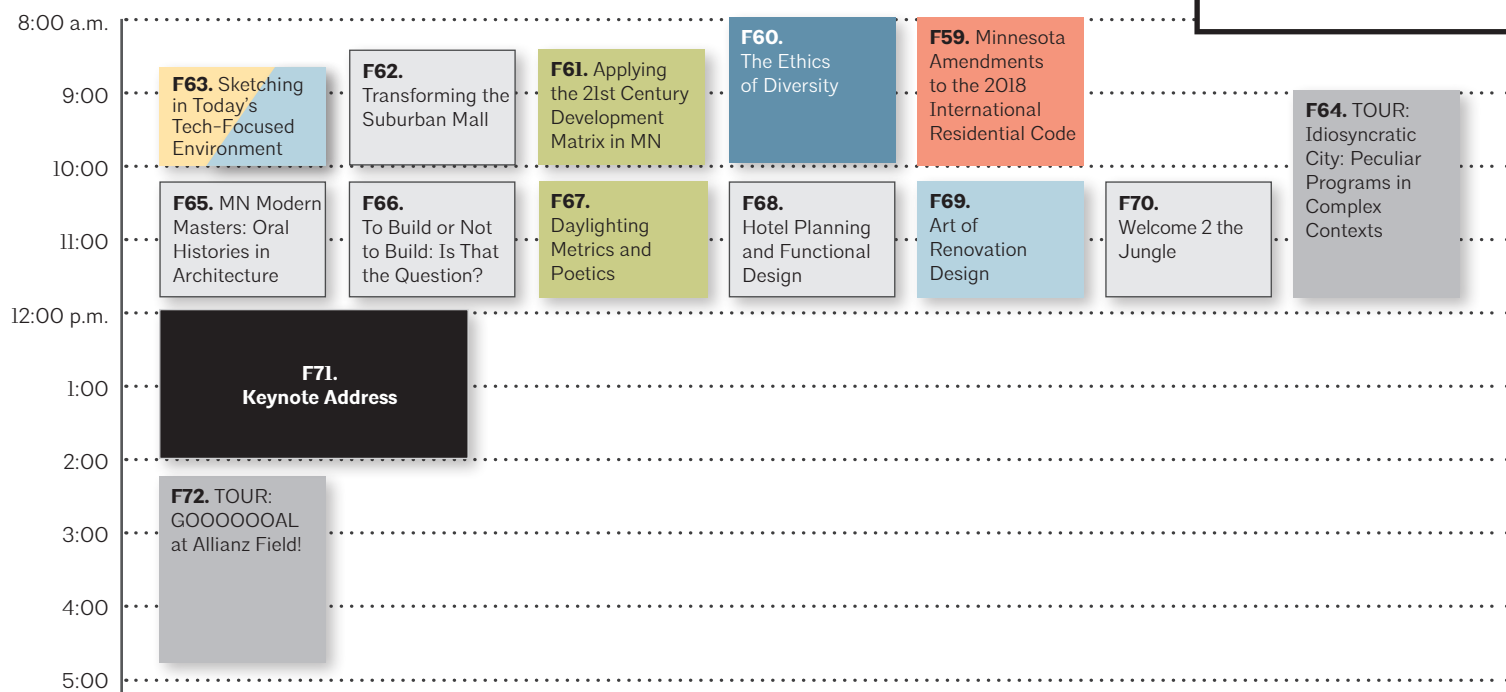 8:00 a.m.
9:00
10:00
11:00
12:00 p.m.
1:00
2:00
3:00
4:00
5:00
F63. Sketching
in Today's
Tech-Focused
Environment
F62.
Transforming the
Suburban Mall
F61. Applying
the 21st Century
Development
Matrix in MN
F60.
The Ethics
of Diversity
F59. Minnesota
Amendments
to the 2018
International
Residential Code
F64. TOUR:
Idiosyncratic
City: Peculiar
Programs in
Complex
Contexts
F65. MN Modern
Masters: Oral
Histories in
Architecture
F66.
To Build or Not
to Build: Is That
the Question?
F67.
Daylighting
Metrics and
Poetics
F68.
Hotel Planning
and Functional
Design
F69.
Art of
Renovation
Design
F70.
Welcome 2 the
Jungle
F71.
Keynote Address
F72. TOUR:
GOOOOOOAL
at Allianz Field!